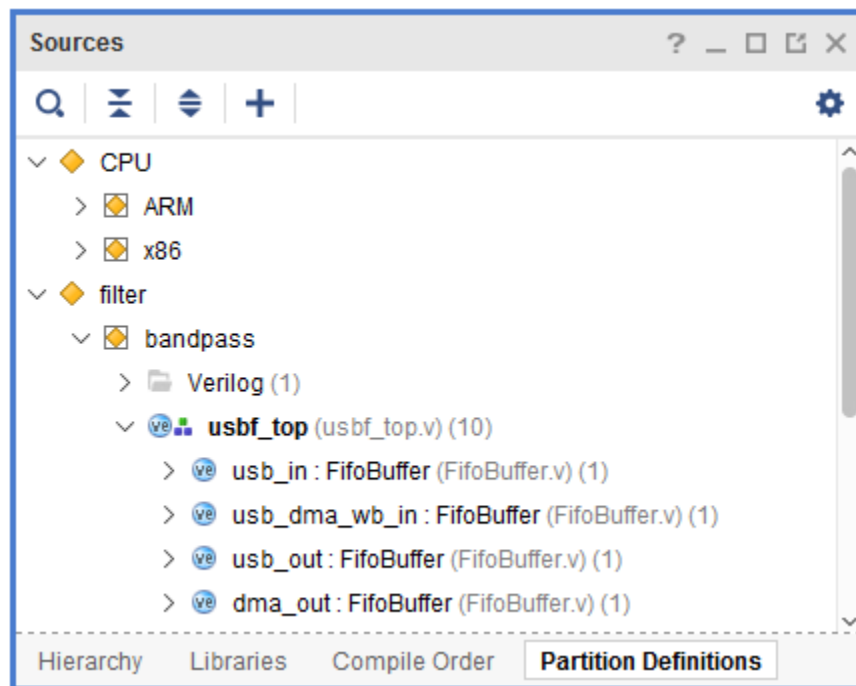 Sources
CPU
ARM
x86
filter
bandpass
Verilog (1)
usbf_top (usbf_top.v) (10)
usb_in : FifoBuffer (FifoBuffer.v) (1)
usb_dma_wb_in : FifoBuffer (FifoBuffer.v) (1)
usb_out : FifoBuffer (FifoBuffer.v) (1)
dma_out : FifoBuffer (FifoBuffer.v) (1)
Hierarchy Libraries Compile Order Partition Definitions